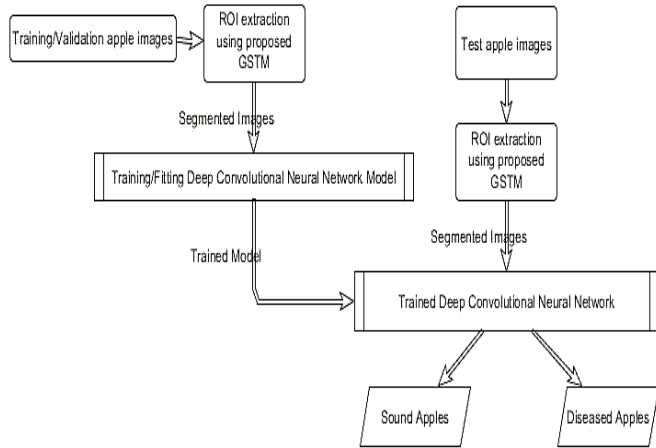 Training/Validation apple images
ROI extraction
using proposed
GSTM
Segmented Images
Training/Fitting Deep Convolutional Neural Network Model
Trained Model
Test apple images
ROI extraction
using proposed
GSTM
Segmented Images
Trained Deep Convolutional Neural Network
Sound Apples
Diseased Apples